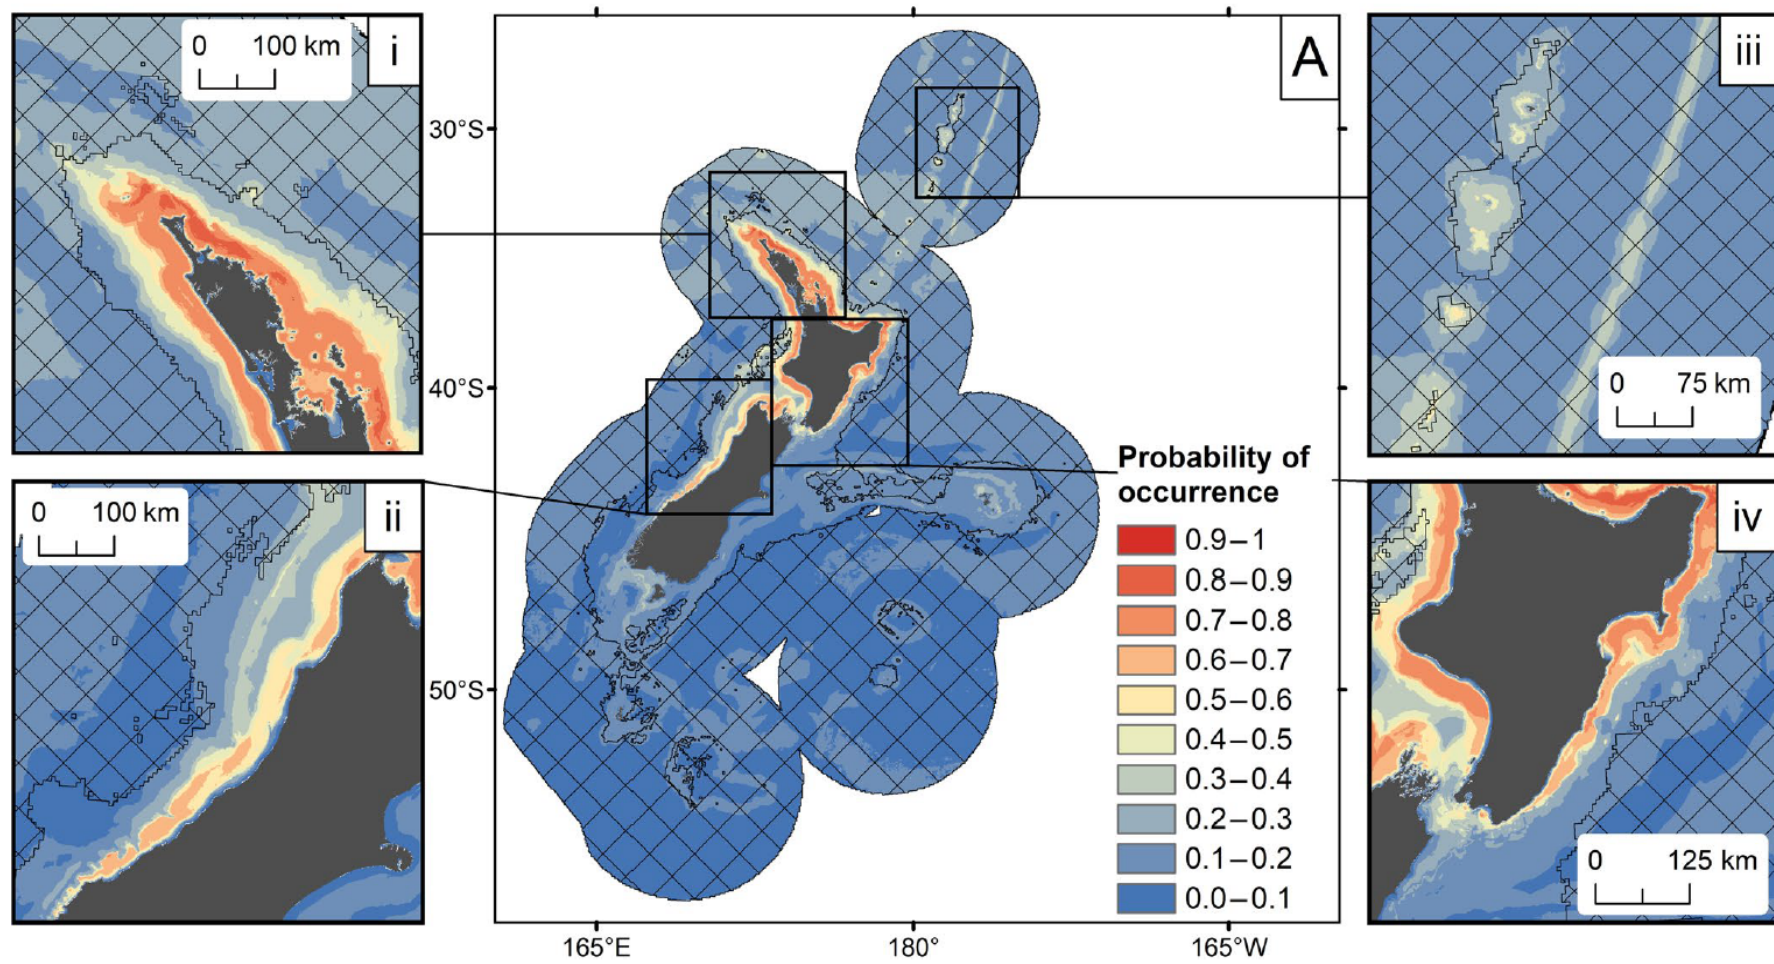 0 100 km
i
A
iii
30°S
40°S
50°S
165°E 180° 165°W
0 75 km
0 100 km
ii
Probability of
occurrence
0.9–1
0.8–0.9
0.7–0.8
0.6–0.7
0.5–0.6
0.4–0.5
0.3–0.4
0.2–0.3
0.1–0.2
0.0–0.1
iv
0 125 km